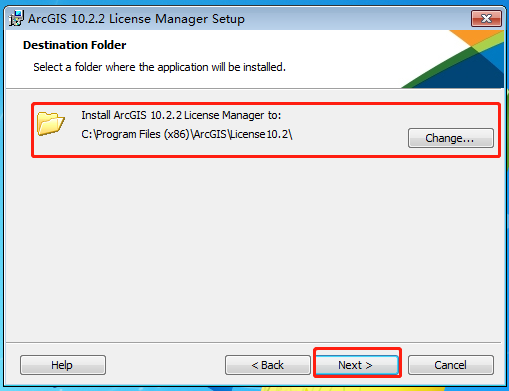 ArcGIS 10.2.2 License Manager Setup
Destination Folder
Select a folder where the application will be installed.
Install ArcGIS 10.2.2 License Manager to:
C:\Program Files (x86)\ArcGIS\License10.2\
Change...
Help
< Back
Next >
Cancel